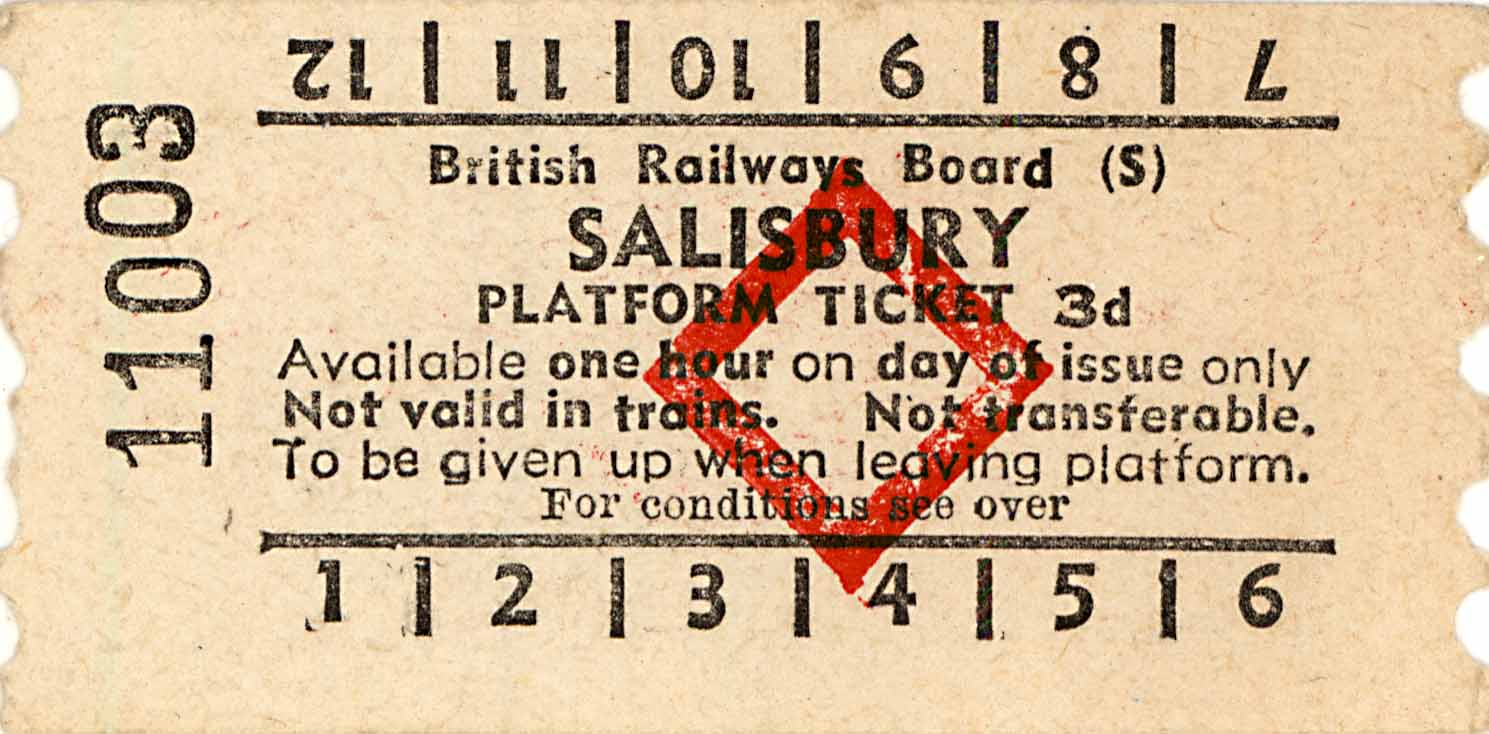 12 | 11 | 10 | 9 | 8 | 7
British Railways Board (S)
SALISBURY
PLATFORM TICKET 3d
Available one hour on day of issue only
Not valid in trains. Not transferable.
To be given up when leaving platform.
For conditions see over
1 | 2 | 3 | 4 | 5 | 6
11003